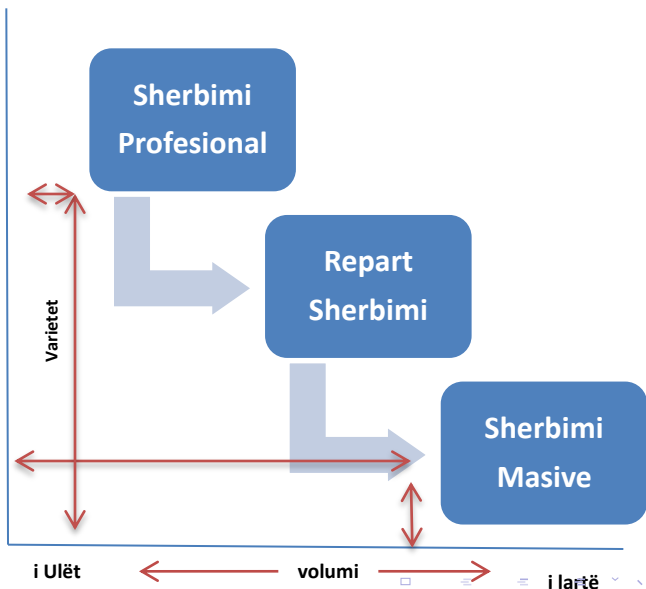 Sherbimi
Profesional
Repart
Sherbimi
Varietet
Sherbimi
Masive
i Ulët
volumi
i lartë